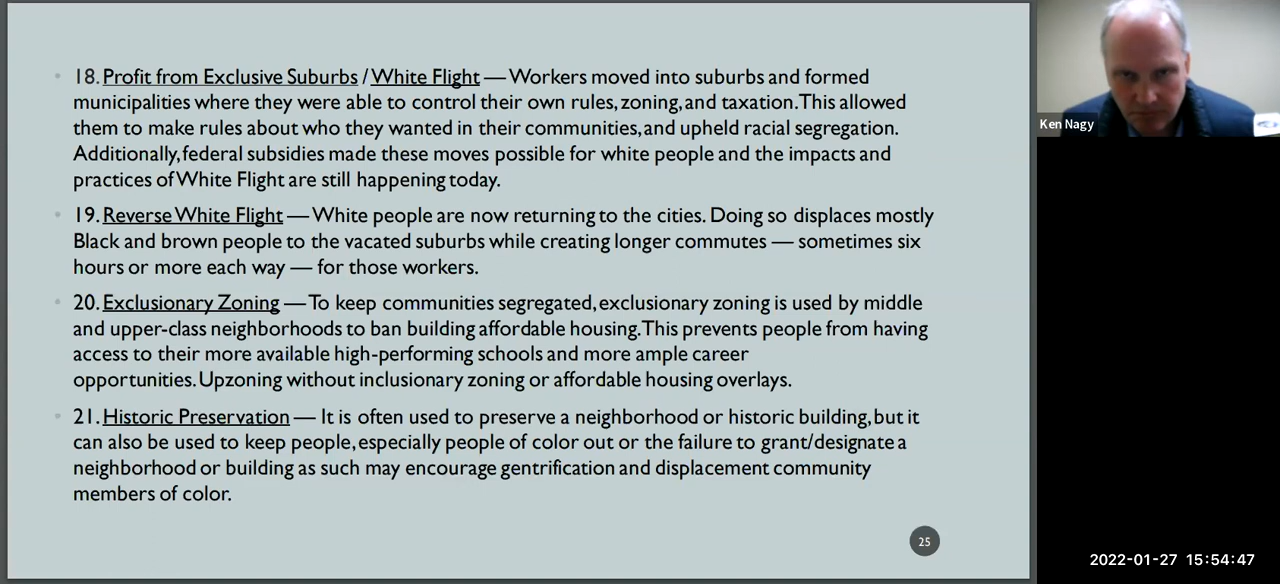 • 18. Profit from Exclusive Suburbs / White Flight — Workers moved into suburbs and formed
municipalities where they were able to control their own rules, zoning, and taxation. This allowed
them to make rules about who they wanted in their communities, and upheld racial segregation.
Additionally, federal subsidies made these moves possible for white people and the impacts and
practices of White Flight are still happening today.
• 19. Reverse White Flight — White people are now returning to the cities. Doing so displaces mostly
Black and brown people to the vacated suburbs while creating longer commutes — sometimes six
hours or more each way — for those workers.
• 20. Exclusionary Zoning — To keep communities segregated, exclusionary zoning is used by middle
and upper-class neighborhoods to ban building affordable housing. This prevents people from having
access to their more available high-performing schools and more ample career
opportunities. Upzoning without inclusionary zoning or affordable housing overlays.
• 21. Historic Preservation — It is often used to preserve a neighborhood or historic building, but it
can also be used to keep people, especially people of color out or the failure to grant/designate a
neighborhood or building as such may encourage gentrification and displacement community
members of color.
25
Ken Nagy
2022-01-27 15:54:47